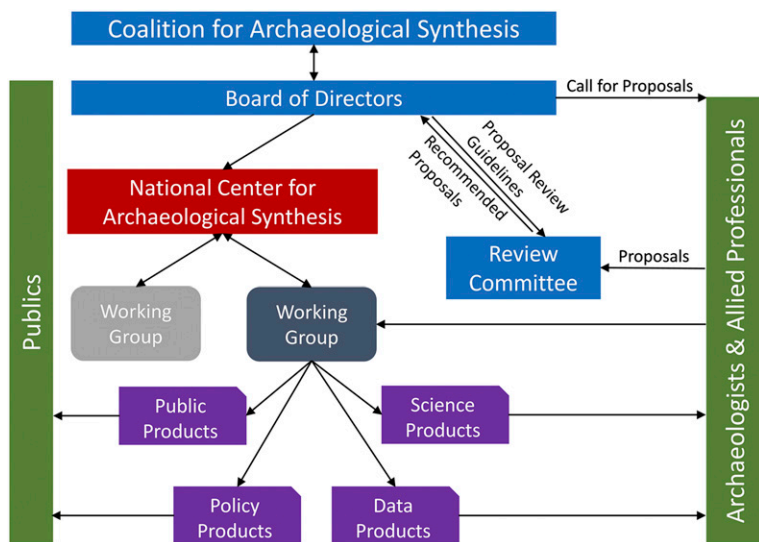 Coalition for Archaeological Synthesis
Board of Directors
Call for Proposals
Proposal Review
Guidelines
Recommended
Proposals
National Center for
Archaeological Synthesis
Review
Committee
Proposals
Working
Group
Working
Group
Publics
Archaeologists & Allied Professionals
Public
Products
Science
Products
Policy
Products
Data
Products